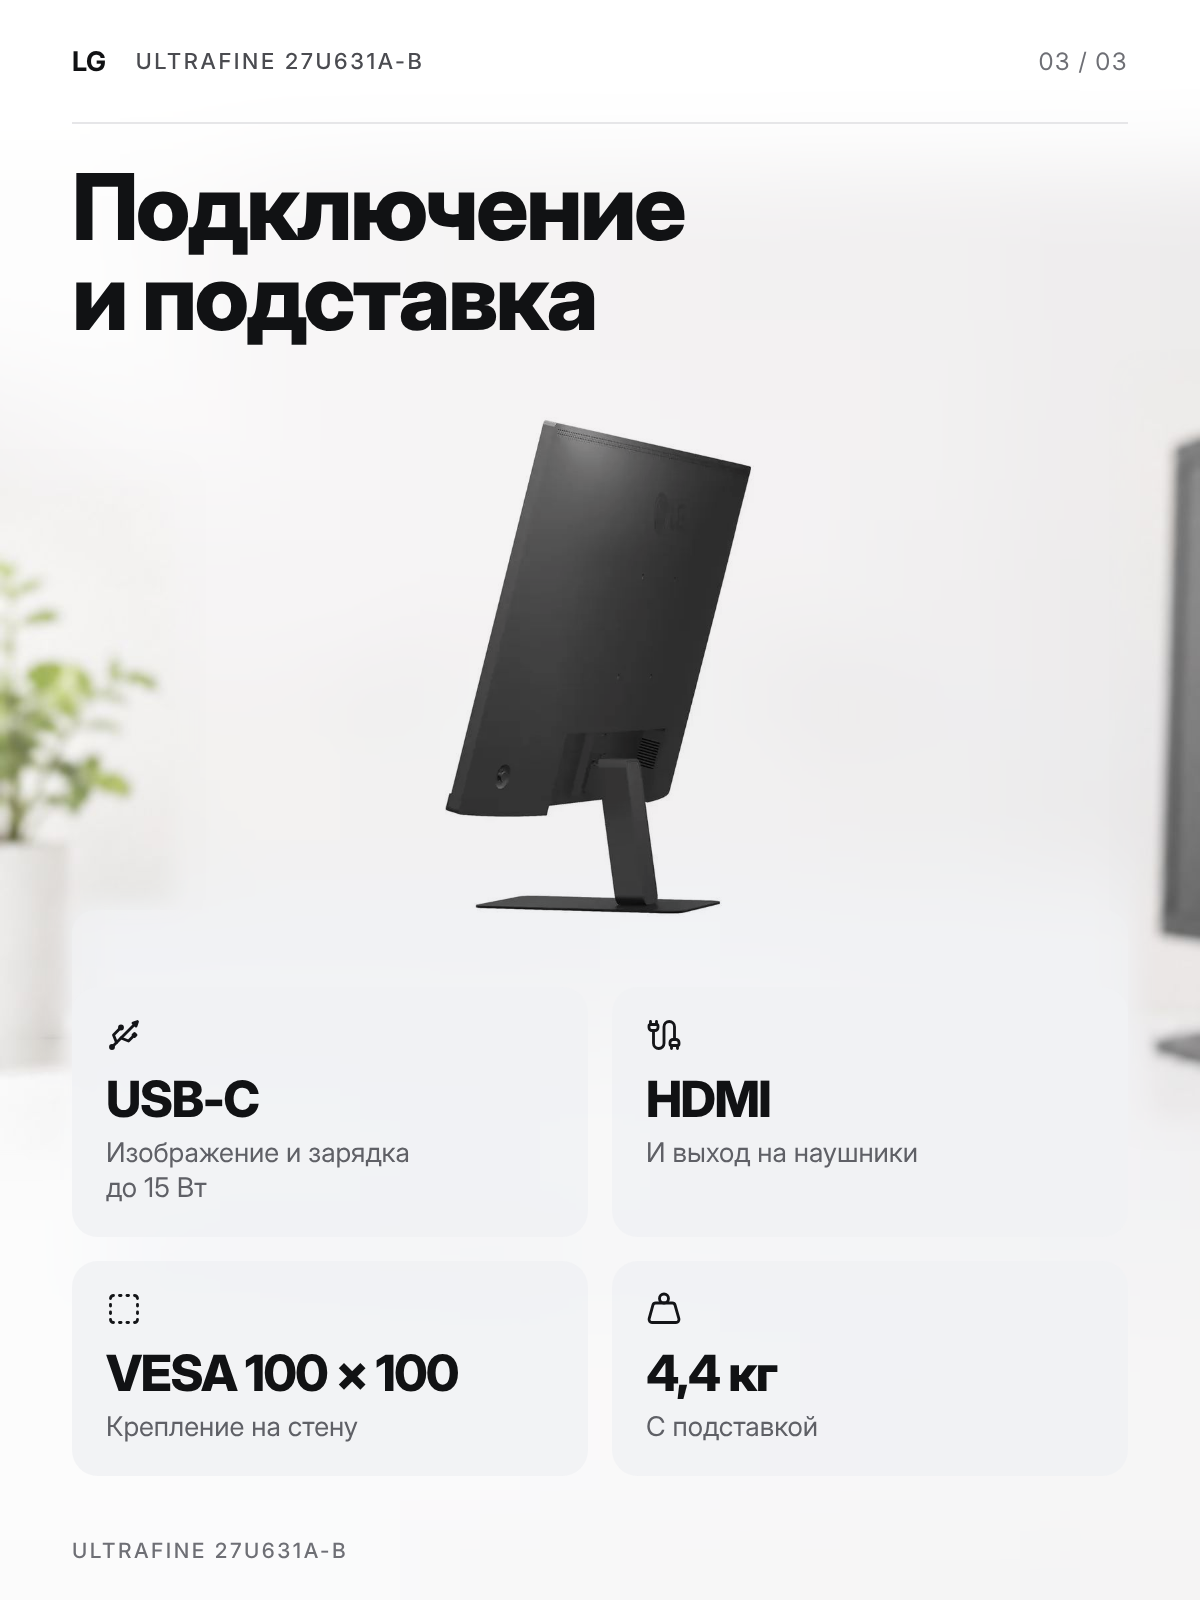 LG ULTRAFINE 27U631A-B 03 / 03
Подключение
и подставка
USB-C
Изображение и зарядка
до 15 Вт
HDMI
И выход на наушники
VESA 100 × 100
Крепление на стену
4,4 кг
С подставкой
ULTRAFINE 27U631A-B